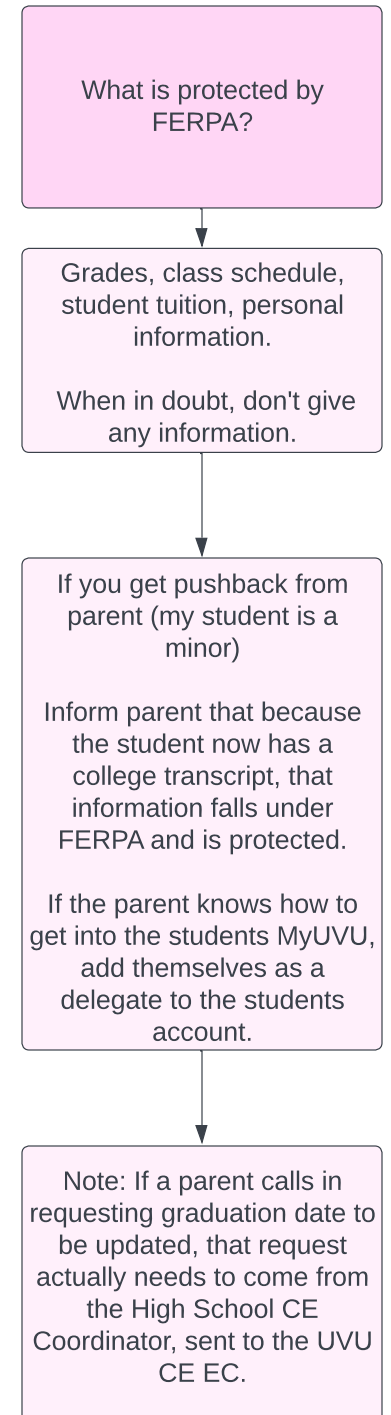 What is protected by
FERPA?
Grades, class schedule,
student tuition, personal
information.
When in doubt, don't give
any information.
If you get pushback from
parent (my student is a
minor)
Inform parent that because
the student now has a
college transcript, that
information falls under
FERPA and is protected.
If the parent knows how to
get into the students MyUVU,
add themselves as a
delegate to the students
account.
Note: If a parent calls in
requesting graduation date to
be updated, that request
actually needs to come from
the High School CE
Coordinator, sent to the UVU
CE EC.